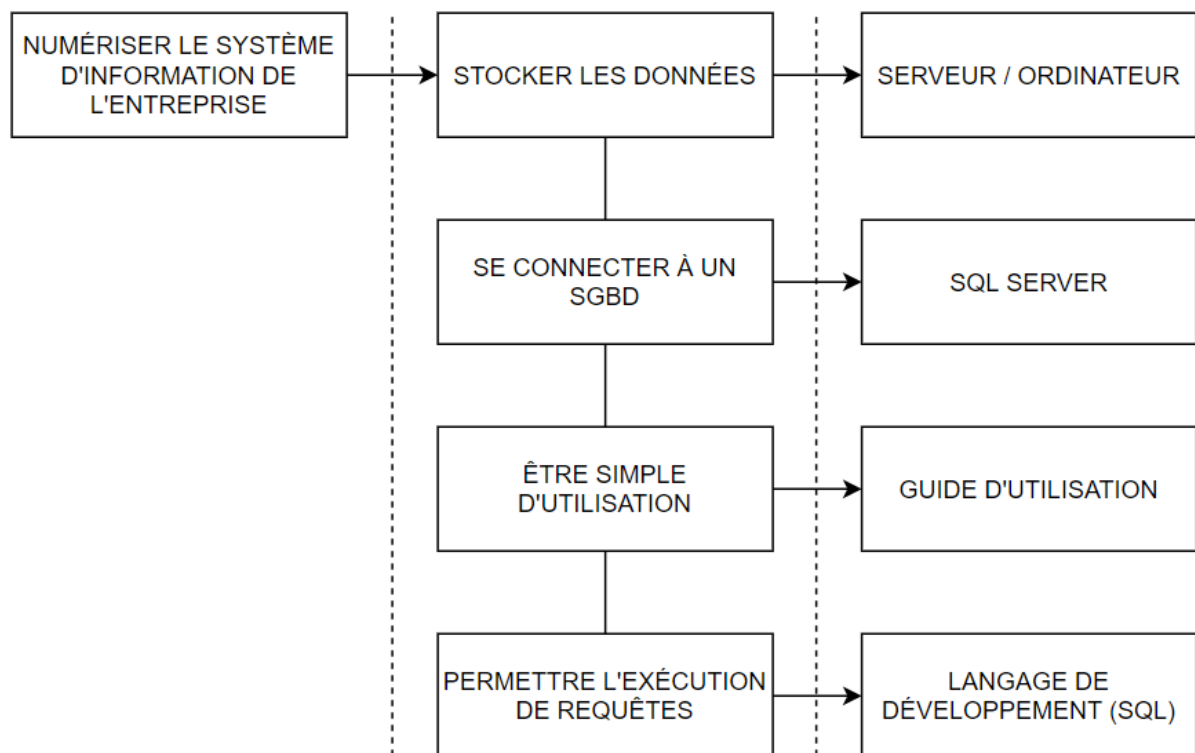 NUMÉRISER LE SYSTÈME
D'INFORMATION DE
L'ENTREPRISE
STOCKER LES DONNÉES
SERVEUR / ORDINATEUR
SE CONNECTER À UN
SGBD
SQL SERVER
ÊTRE SIMPLE
D'UTILISATION
GUIDE D'UTILISATION
PERMETTRE L'EXÉCUTION
DE REQUÊTES
LANGAGE DE
DÉVELOPPEMENT (SQL)